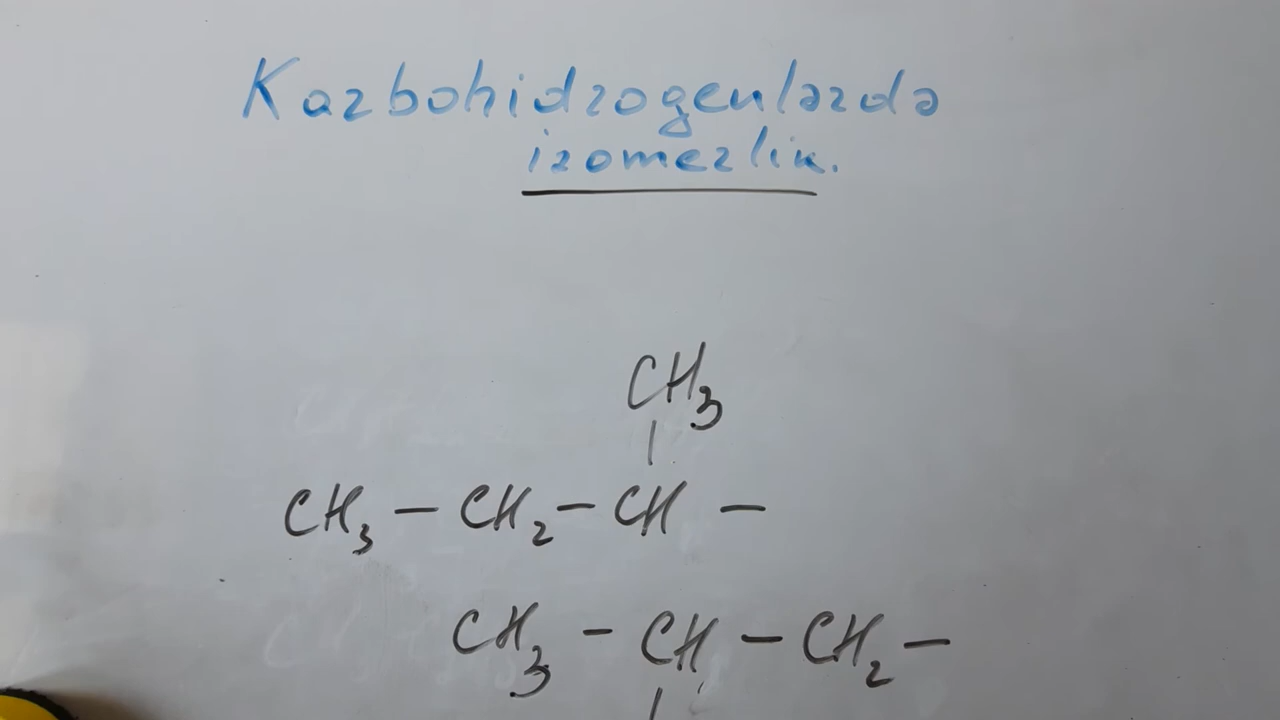 Karbohidrogenlərdə
izomerlik.
CH₃
|
CH₃ – CH₂ – CH –
CH₃ – CH – CH₂ –
|